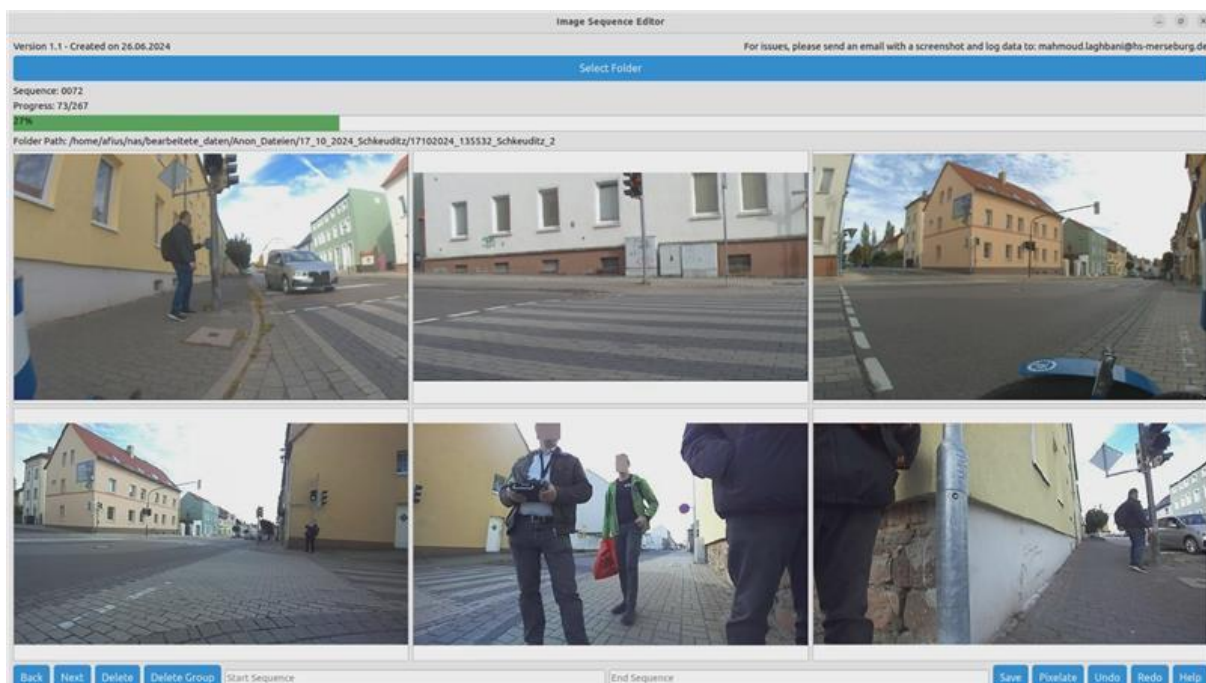 Image Sequence Editor
Version 1.1 - Created on 26.06.2024
For issues, please send an email with a screenshot and log data to: mahmoud.laghbani@hs-merseburg.de
Select Folder
Sequence: 0072
Progress: 73/267
27%
Folder Path: /home/afius/nas/bearbeitete_daten/Anon_Dateien/17_10_2024_Schkeuditz/17102024_135532_Schkeuditz_2
Back Next Delete Delete Group Start Sequence End Sequence Save Pixelate Undo Redo Help